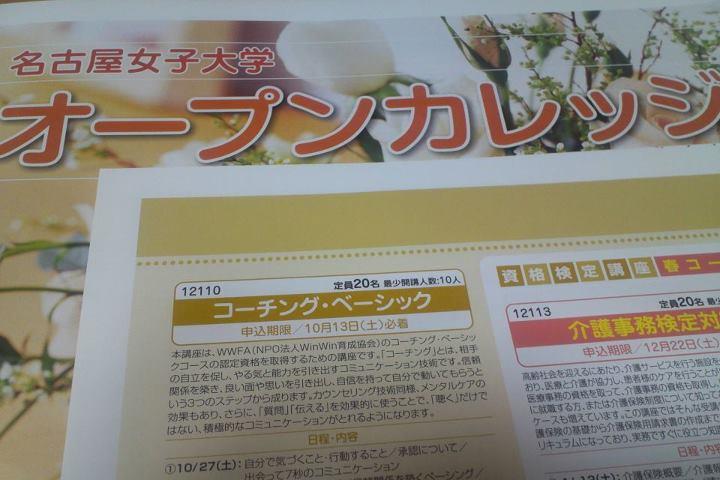 名古屋女子大学
オープンカレッジ
12110 定員20名 最少開講人数:10人
コーチング・ベーシック
申込期限／10月13日(土)必着
本講座は、WWFA(NPO法人WinWin育成協会)のコーチング・ベーシ
ックコースの認定資格を取得するための講座です。「コーチング」とは、相手
の自立を促し、やる気と能力を引き出すコミュニケーション技術です。信頼
関係を築き、良い面や思いを引き出し、自信を持って自分で動いてもらうと
いう3つのステップから成ります。カウンセリング技術同様、メンタルケアの
効果もあり、さらに、「質問」「伝える」を効果的に使うことで、「聴く」だけで
はない、積極的なコミュニケーションがとれるようになります。
日程・内容
①10/27(土):自分で気づくこと・行動すること／承認について／
出会って7秒のコミュニケーション
資格検定講座 春コー
12113 定員20名 最
介護事務検定対
申込期限／12月22日(土)
高齢社会を迎えるにあたり、介護サービスを行う施設
おり、医療と介護が協力し、患者様のケアを行うことが
医療事務の資格を持って、介護事務の資格も取得し
に就職する方、または介護保険制度について知って
ケースも増えています。この講座ではそんな受講
護保険の基礎から介護保険用請求書の作成まで
リキュラムになっており、実務ですぐに役立つ知識
日程・内